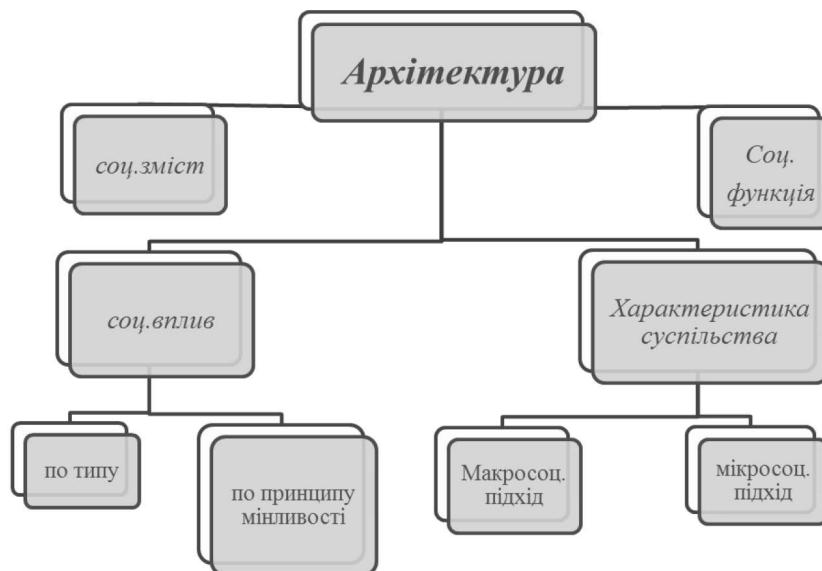 Архітектура
соц.зміст
Соц.
функція
соц.вплив
Характеристика
суспільства
по типу
по принципу
мінливості
Макросоц.
підхід
мікросоц.
підхід